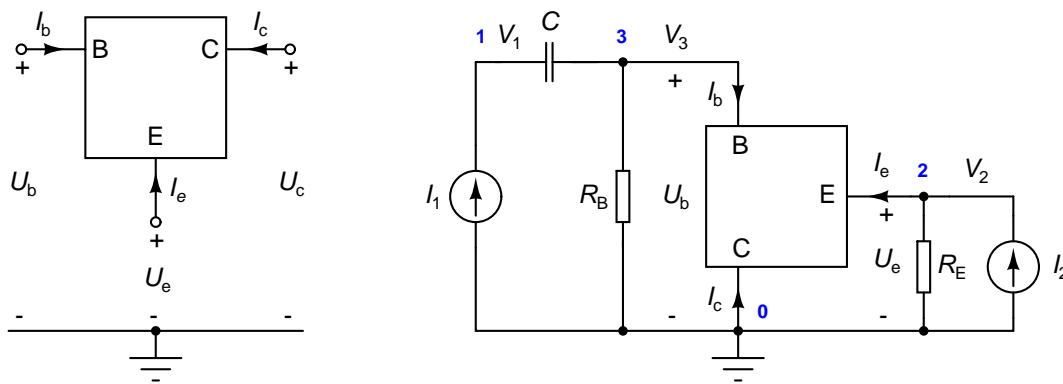 I_b I_c
B C
+ +
E
U_b I_e U_c
+
U_e
- - -
1 V_1 C 3 V_3
+
I_b
B
I_1 R_B U_b E I_e 2 V_2
+
C U_e R_E I_2
I_c
- 0 -